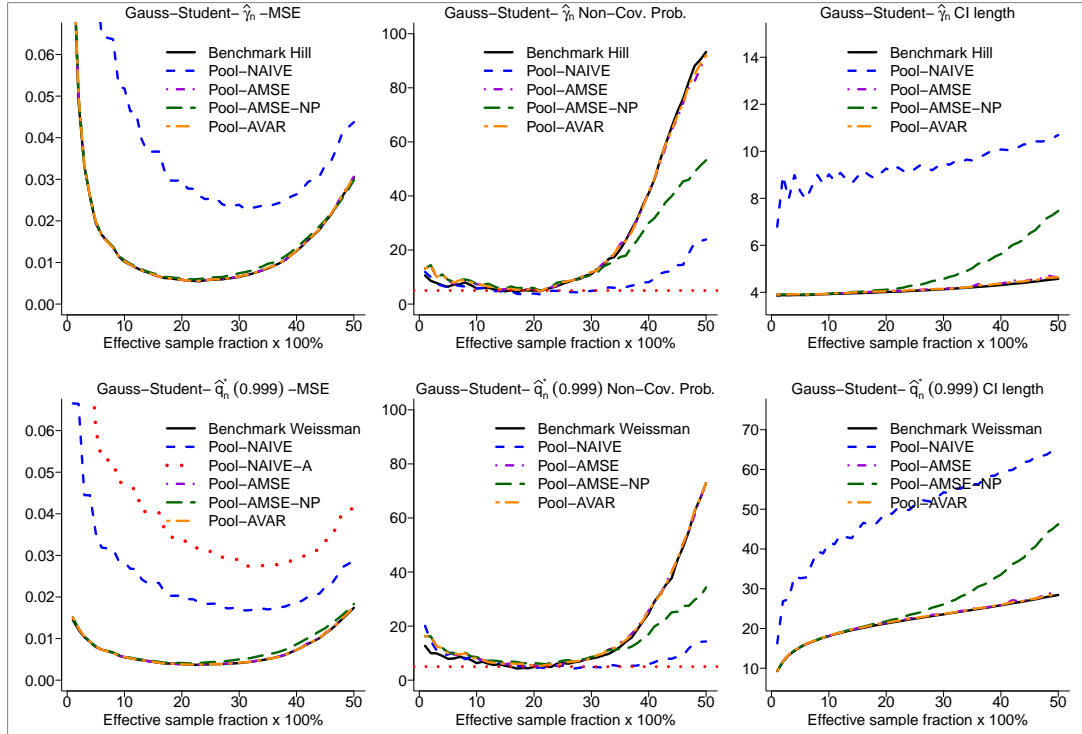 Gauss−Student− γ̂n −MSE
0.06
0.05
0.04
0.03
0.02
0.01
0.00
Benchmark Hill
Pool−NAIVE
Pool−AMSE
Pool−AMSE−NP
Pool−AVAR
0 10 20 30 40 50
Effective sample fraction x 100%
Gauss−Student− γ̂n Non−Cov. Prob.
100
80
60
40
20
0
Benchmark Hill
Pool−NAIVE
Pool−AMSE
Pool−AMSE−NP
Pool−AVAR
0 10 20 30 40 50
Effective sample fraction x 100%
Gauss−Student− γ̂n CI length
14
12
10
8
6
4
Benchmark Hill
Pool−NAIVE
Pool−AMSE
Pool−AMSE−NP
Pool−AVAR
0 10 20 30 40 50
Effective sample fraction x 100%
Gauss−Student− q̂n*(0.999) −MSE
0.06
0.05
0.04
0.03
0.02
0.01
0.00
Benchmark Weissman
Pool−NAIVE
Pool−NAIVE−A
Pool−AMSE
Pool−AMSE−NP
Pool−AVAR
0 10 20 30 40 50
Effective sample fraction x 100%
Gauss−Student− q̂n*(0.999) Non−Cov. Prob.
100
80
60
40
20
0
Benchmark Weissman
Pool−NAIVE
Pool−AMSE
Pool−AMSE−NP
Pool−AVAR
0 10 20 30 40 50
Effective sample fraction x 100%
Gauss−Student− q̂n*(0.999) CI length
70
60
50
40
30
20
10
Benchmark Weissman
Pool−NAIVE
Pool−AMSE
Pool−AMSE−NP
Pool−AVAR
0 10 20 30 40 50
Effective sample fraction x 100%